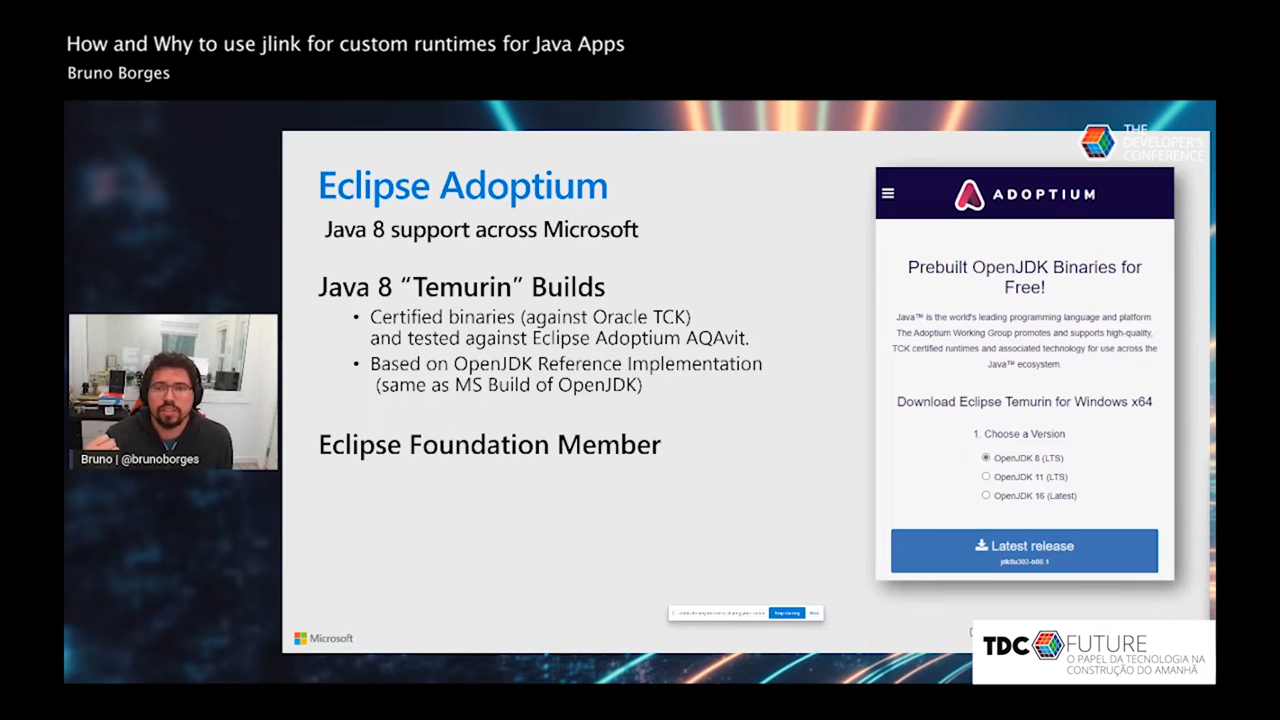 How and Why to use jlink for custom runtimes for Java Apps
Bruno Borges
THE
DEVELOPER'S
CONFERENCE
Eclipse Adoptium
Java 8 support across Microsoft
Java 8 “Temurin” Builds
• Certified binaries (against Oracle TCK)
and tested against Eclipse Adoptium AQAvit.
• Based on OpenJDK Reference Implementation
(same as MS Build of OpenJDK)
Eclipse Foundation Member
ADOPTIUM
Prebuilt OpenJDK Binaries for
Free!
Java™ is the world's leading programming language and platform.
The Adoptium Working Group promotes and supports high-quality,
TCK certified runtimes and associated technology for use across the
Java™ ecosystem.
Download Eclipse Temurin for Windows x64
1. Choose a Version
OpenJDK 8 (LTS)
OpenJDK 11 (LTS)
OpenJDK 16 (Latest)
Latest release
jdk8u302-b08.1
Bruno | @brunoborges
Stop sharing
Hide
Microsoft
TDC FUTURE
O PAPEL DA TECNOLOGIA NA
CONSTRUÇÃO DO AMANHÃ